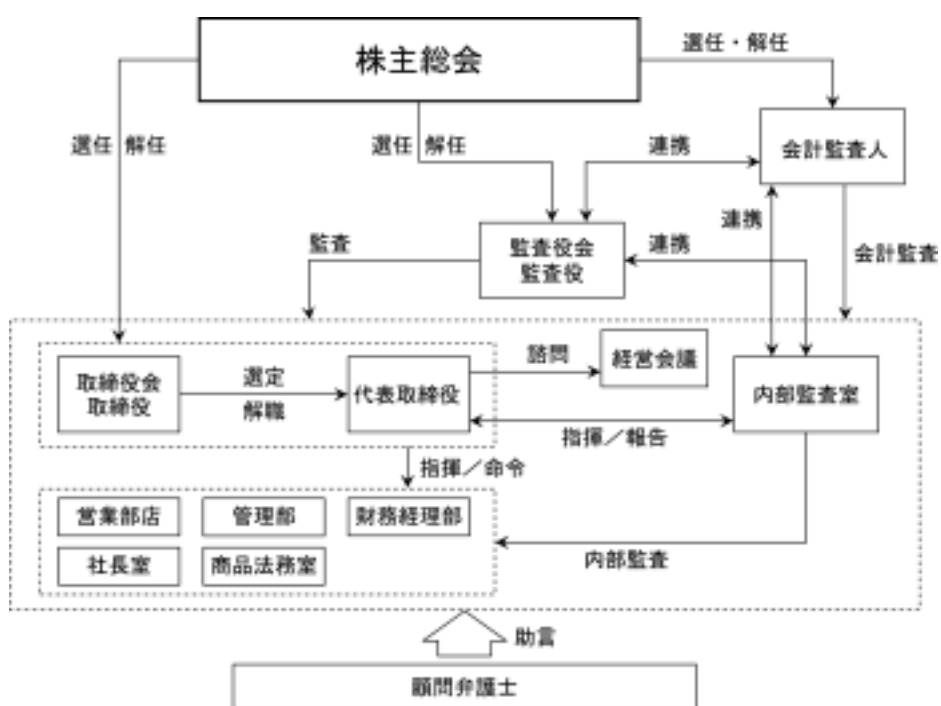 株主総会
選任・解任
選任 解任
選任 解任
連携
会計監査人
連携
監査
監査役会
監査役
連携
会計監査
取締役会
取締役
選定
解職
代表取締役
諮問
経営会議
内部監査室
指揮／報告
指揮／命令
営業部店
管理部
財務経理部
社長室
商品法務室
内部監査
助言
顧問弁護士